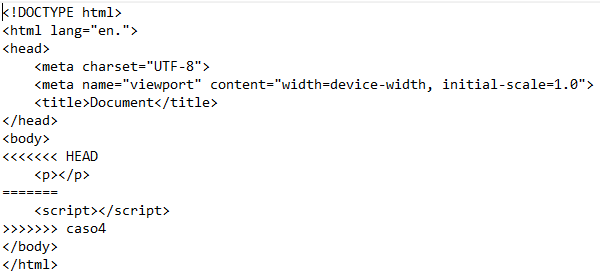 <!DOCTYPE html>
<html lang="en.">
<head>
    <meta charset="UTF-8">
    <meta name="viewport" content="width=device-width, initial-scale=1.0">
    <title>Document</title>
</head>
<body>
<<<<<<< HEAD
    <p></p>
=======
    <script></script>
>>>>>>> caso4
</body>
</html>